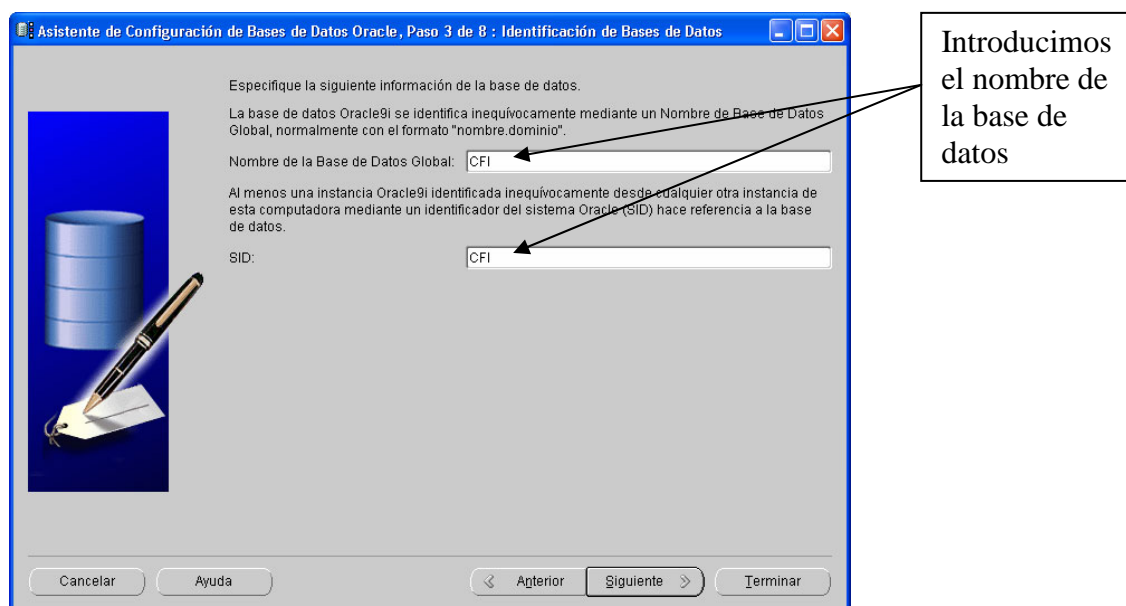 Asistente de Configuración de Bases de Datos Oracle, Paso 3 de 8 : Identificación de Bases de Datos
Especifique la siguiente información de la base de datos.
La base de datos Oracle9i se identifica inequívocamente mediante un Nombre de Base de Datos
Global, normalmente con el formato "nombre.dominio".
Nombre de la Base de Datos Global: CFI
Al menos una instancia Oracle9i identificada inequívocamente desde cualquier otra instancia de
esta computadora mediante un identificador del sistema Oracle (SID) hace referencia a la base
de datos.
SID: CFI
Cancelar Ayuda Anterior Siguiente Terminar
Introducimos
el nombre de
la base de
datos